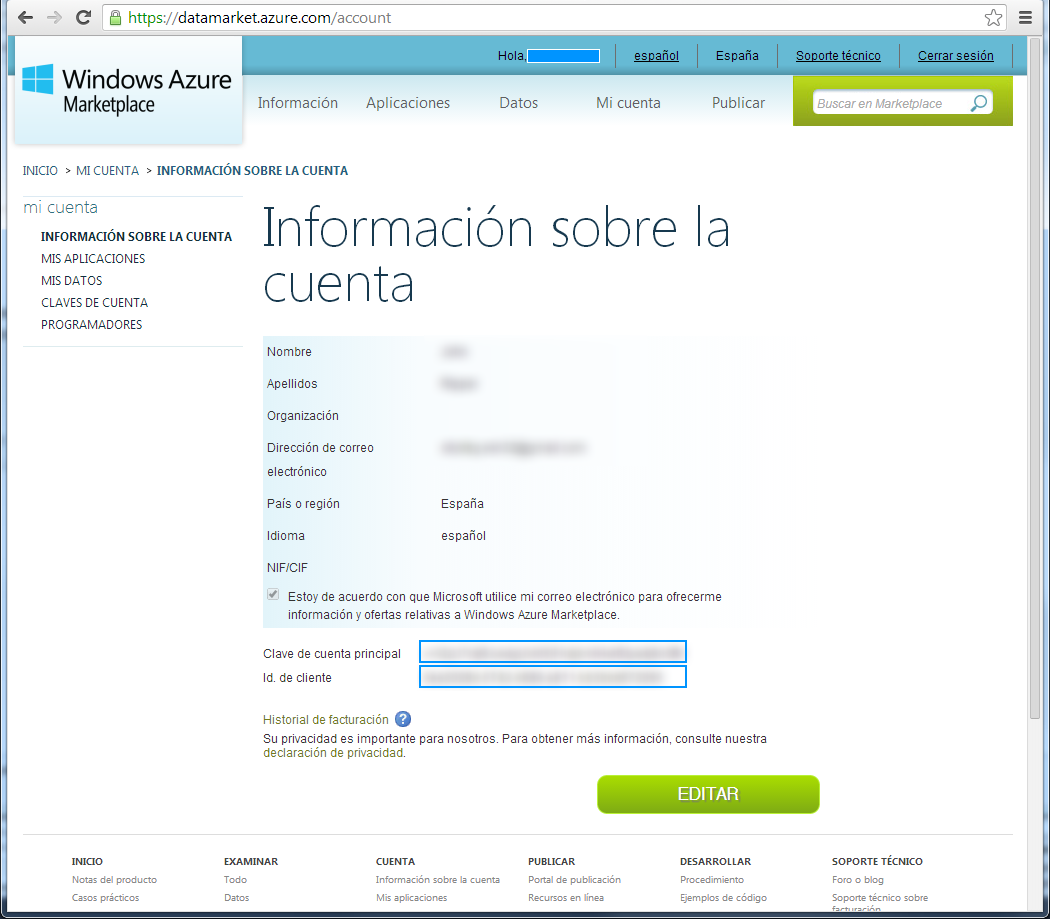 https://datamarket.azure.com/account
Hola,
español
España
Soporte técnico
Cerrar sesión
Windows Azure
Marketplace
Información
Aplicaciones
Datos
Mi cuenta
Publicar
Buscar en Marketplace
INICIO > MI CUENTA > INFORMACIÓN SOBRE LA CUENTA
mi cuenta
INFORMACIÓN SOBRE LA CUENTA
MIS APLICACIONES
MIS DATOS
CLAVES DE CUENTA
PROGRAMADORES
Información sobre la
cuenta
Nombre
Apellidos
Organización
Dirección de correo
electrónico
País o región España
Idioma español
NIF/CIF
Estoy de acuerdo con que Microsoft utilice mi correo electrónico para ofrecerme
información y ofertas relativas a Windows Azure Marketplace.
Clave de cuenta principal
Id. de cliente
Historial de facturación ?
Su privacidad es importante para nosotros. Para obtener más información, consulte nuestra
declaración de privacidad.
EDITAR
INICIO
Notas del producto
Casos prácticos
EXAMINAR
Todo
Datos
CUENTA
Información sobre la cuenta
Mis aplicaciones
PUBLICAR
Portal de publicación
Recursos en línea
DESARROLLAR
Procedimiento
Ejemplos de código
SOPORTE TÉCNICO
Foro o blog
Soporte técnico sobre
facturación